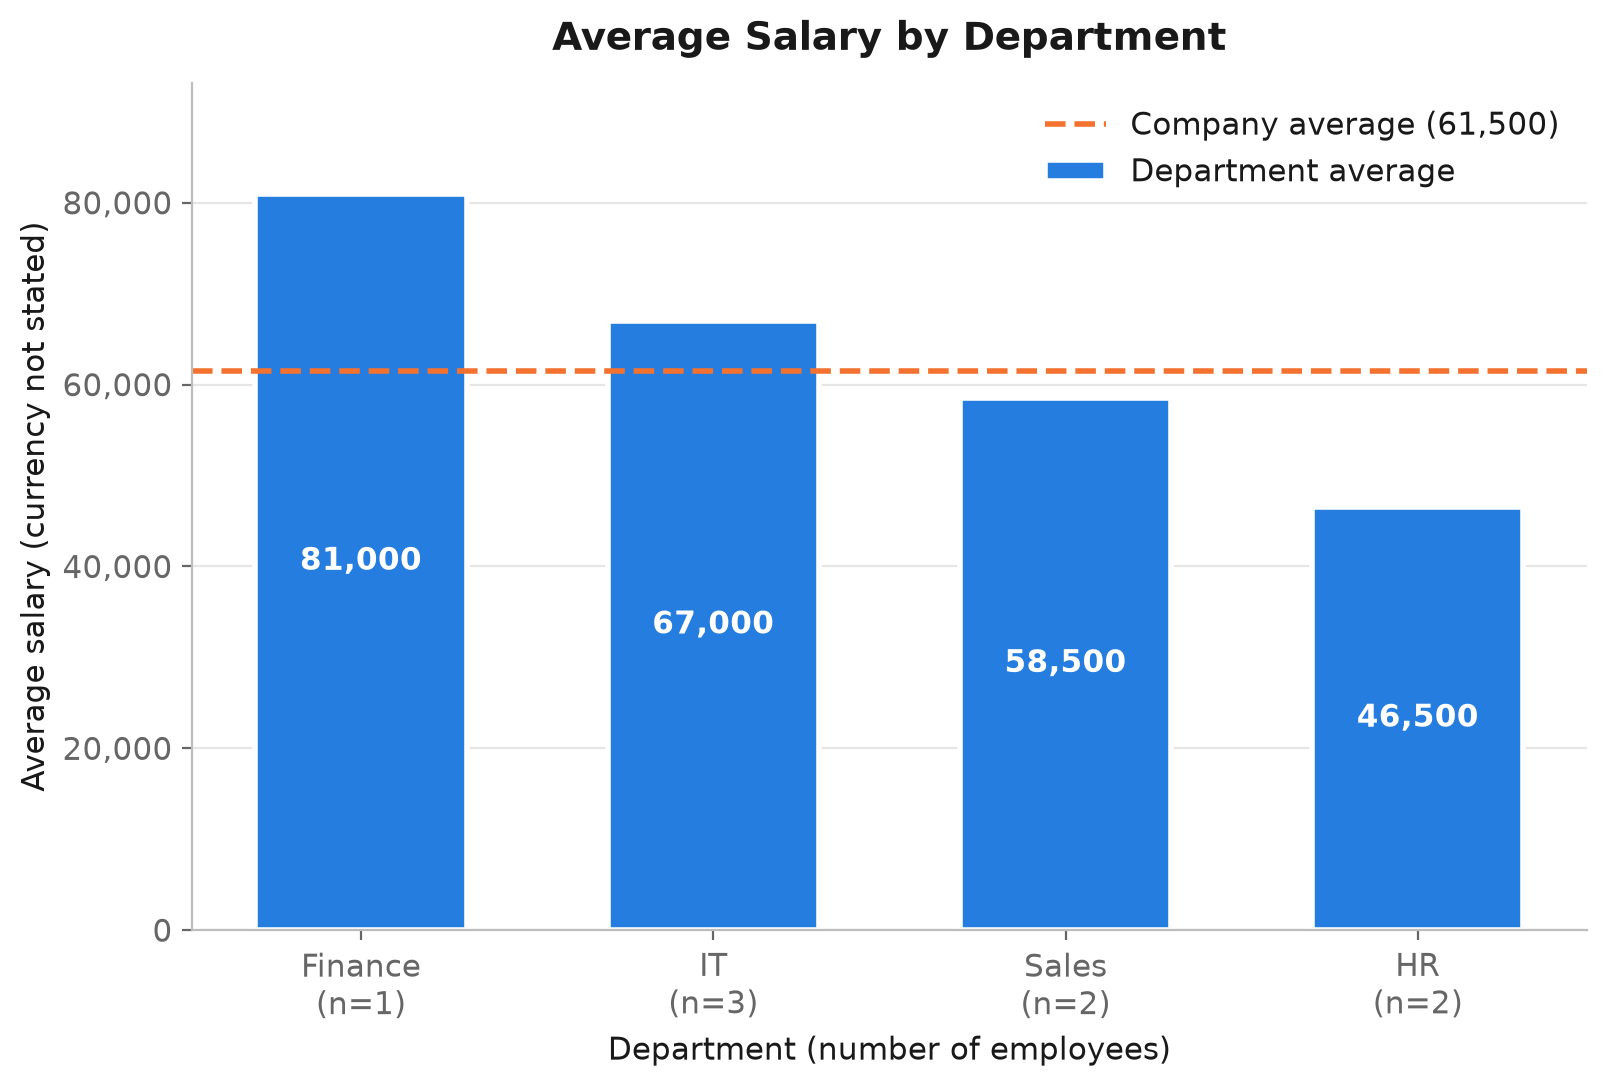 Average Salary by Department
Company average (61,500)
Department average
Average salary (currency not stated)
80,000
60,000
40,000
20,000
0
81,000
67,000
58,500
46,500
Finance
(n=1)
IT
(n=3)
Sales
(n=2)
HR
(n=2)
Department (number of employees)